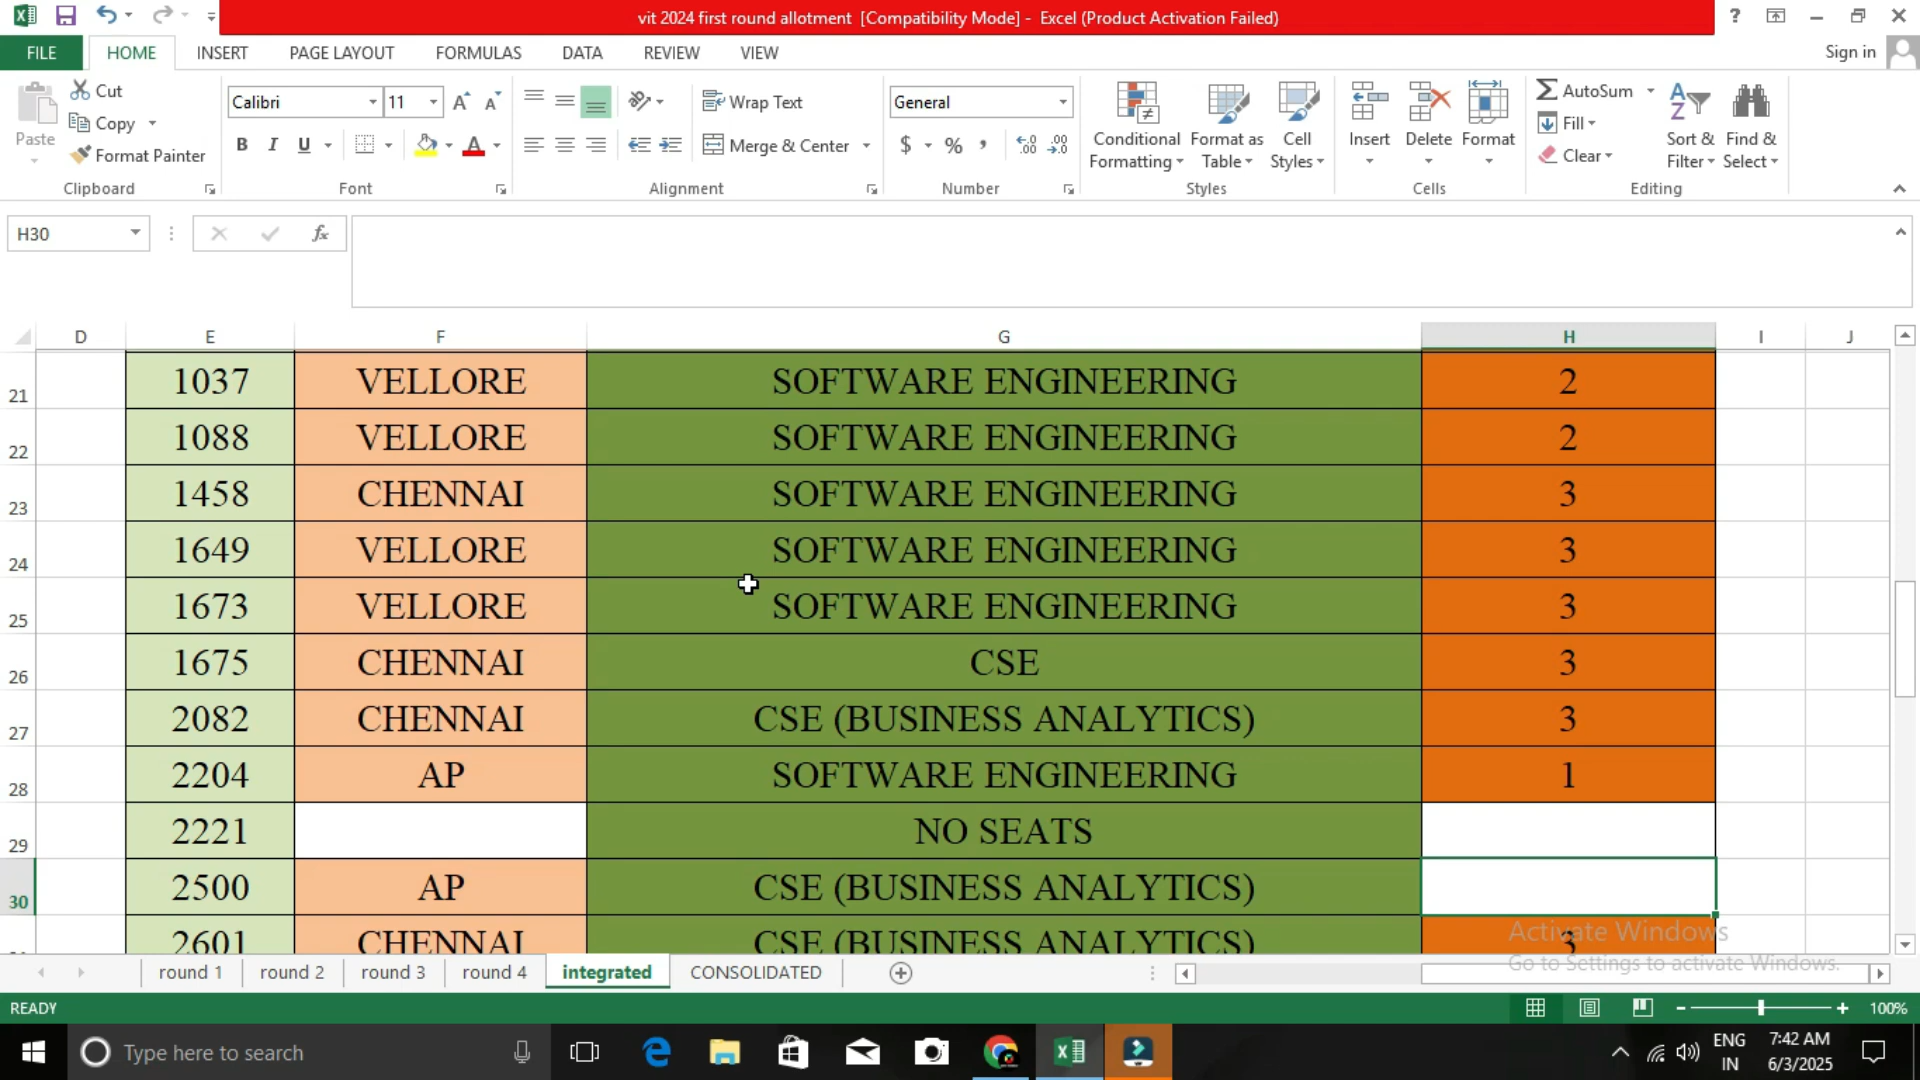 vit 2024 first round allotment [Compatibility Mode] - Excel (Product Activation Failed)
?
FILE HOME INSERT PAGE LAYOUT FORMULAS DATA REVIEW VIEW Sign in
Paste
Cut
Copy
Format Painter
Clipboard
Calibri 11
B I U A
Font
Wrap Text
Merge & Center
Alignment
General
$ % ,
Number
Conditional Formatting
Format as Table
Cell Styles
Styles
Insert
Delete
Format
Cells
AutoSum
Fill
Clear
Sort & Filter
Find & Select
Editing
H30 fx
D E F G H I J
21 1037 VELLORE SOFTWARE ENGINEERING 2
22 1088 VELLORE SOFTWARE ENGINEERING 2
23 1458 CHENNAI SOFTWARE ENGINEERING 3
24 1649 VELLORE SOFTWARE ENGINEERING 3
25 1673 VELLORE SOFTWARE ENGINEERING 3
26 1675 CHENNAI CSE 3
27 2082 CHENNAI CSE (BUSINESS ANALYTICS) 3
28 2204 AP SOFTWARE ENGINEERING 1
29 2221 NO SEATS
30 2500 AP CSE (BUSINESS ANALYTICS)
2601 CHENNAI CSE (BUSINESS ANALYTICS) 3
Activate Windows
Go to Settings to activate Windows.
round 1 round 2 round 3 round 4 integrated CONSOLIDATED
READY 100%
Type here to search
ENG
IN
7:42 AM
6/3/2025